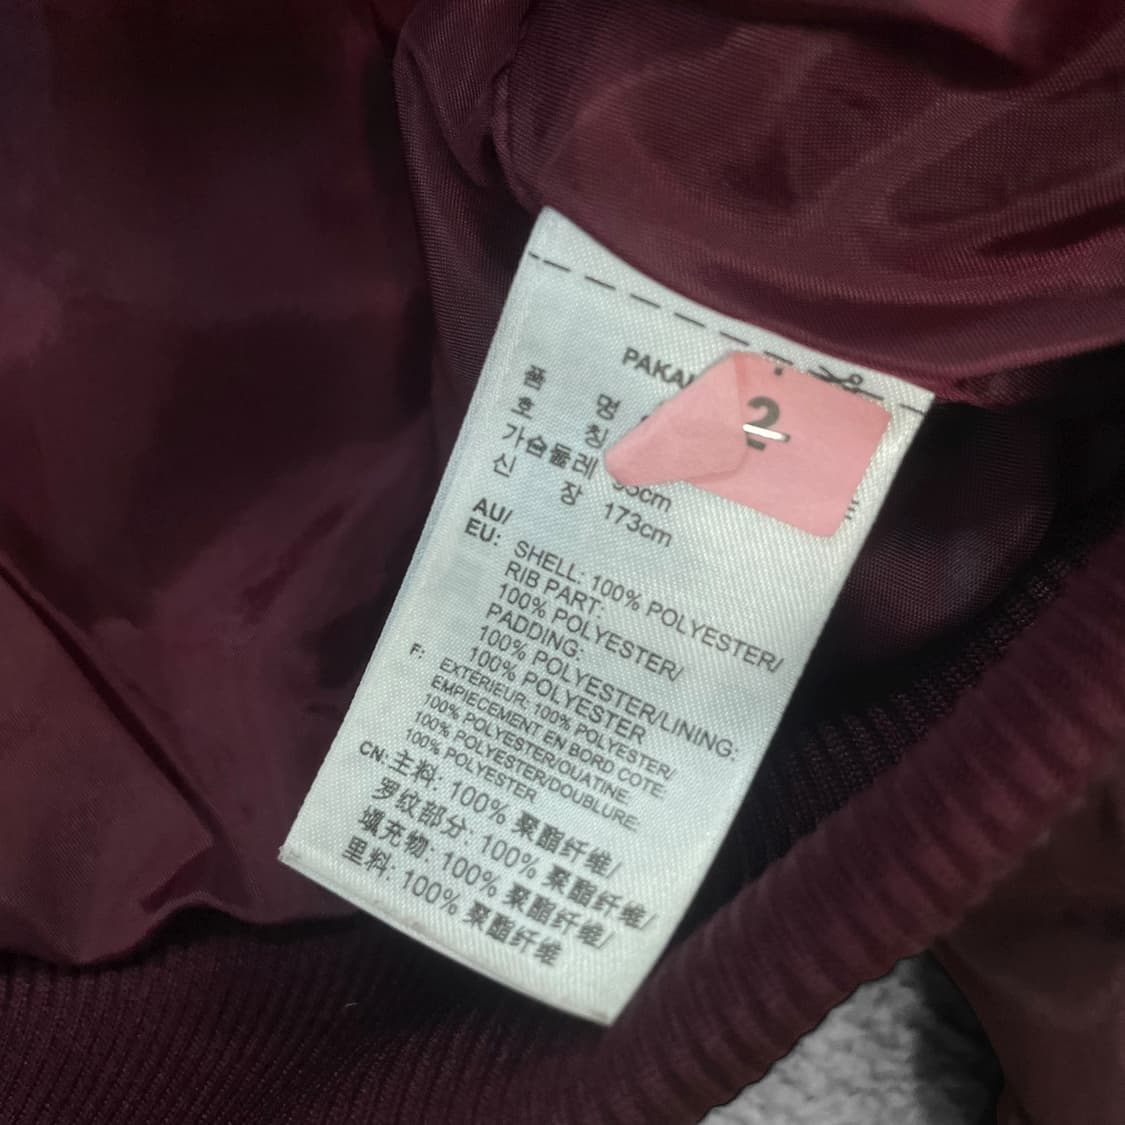 PAKAI
2
품 명
호 칭
가슴둘레 95cm
신 장 173cm
AU/
EU: SHELL: 100% POLYESTER/
RIB PART:
100% POLYESTER/
PADDING:
100% POLYESTER/LINING:
100% POLYESTER
F: EXTÉRIEUR: 100% POLYESTER/
EMPIECEMENT EN BORD COTE:
100% POLYESTER/OUATINE:
100% POLYESTER/DOUBLURE:
100% POLYESTER
CN: 主料: 100% 聚酯纤维/
罗纹部分: 100% 聚酯纤维/
填充物: 100% 聚酯纤维/
里料: 100% 聚酯纤维